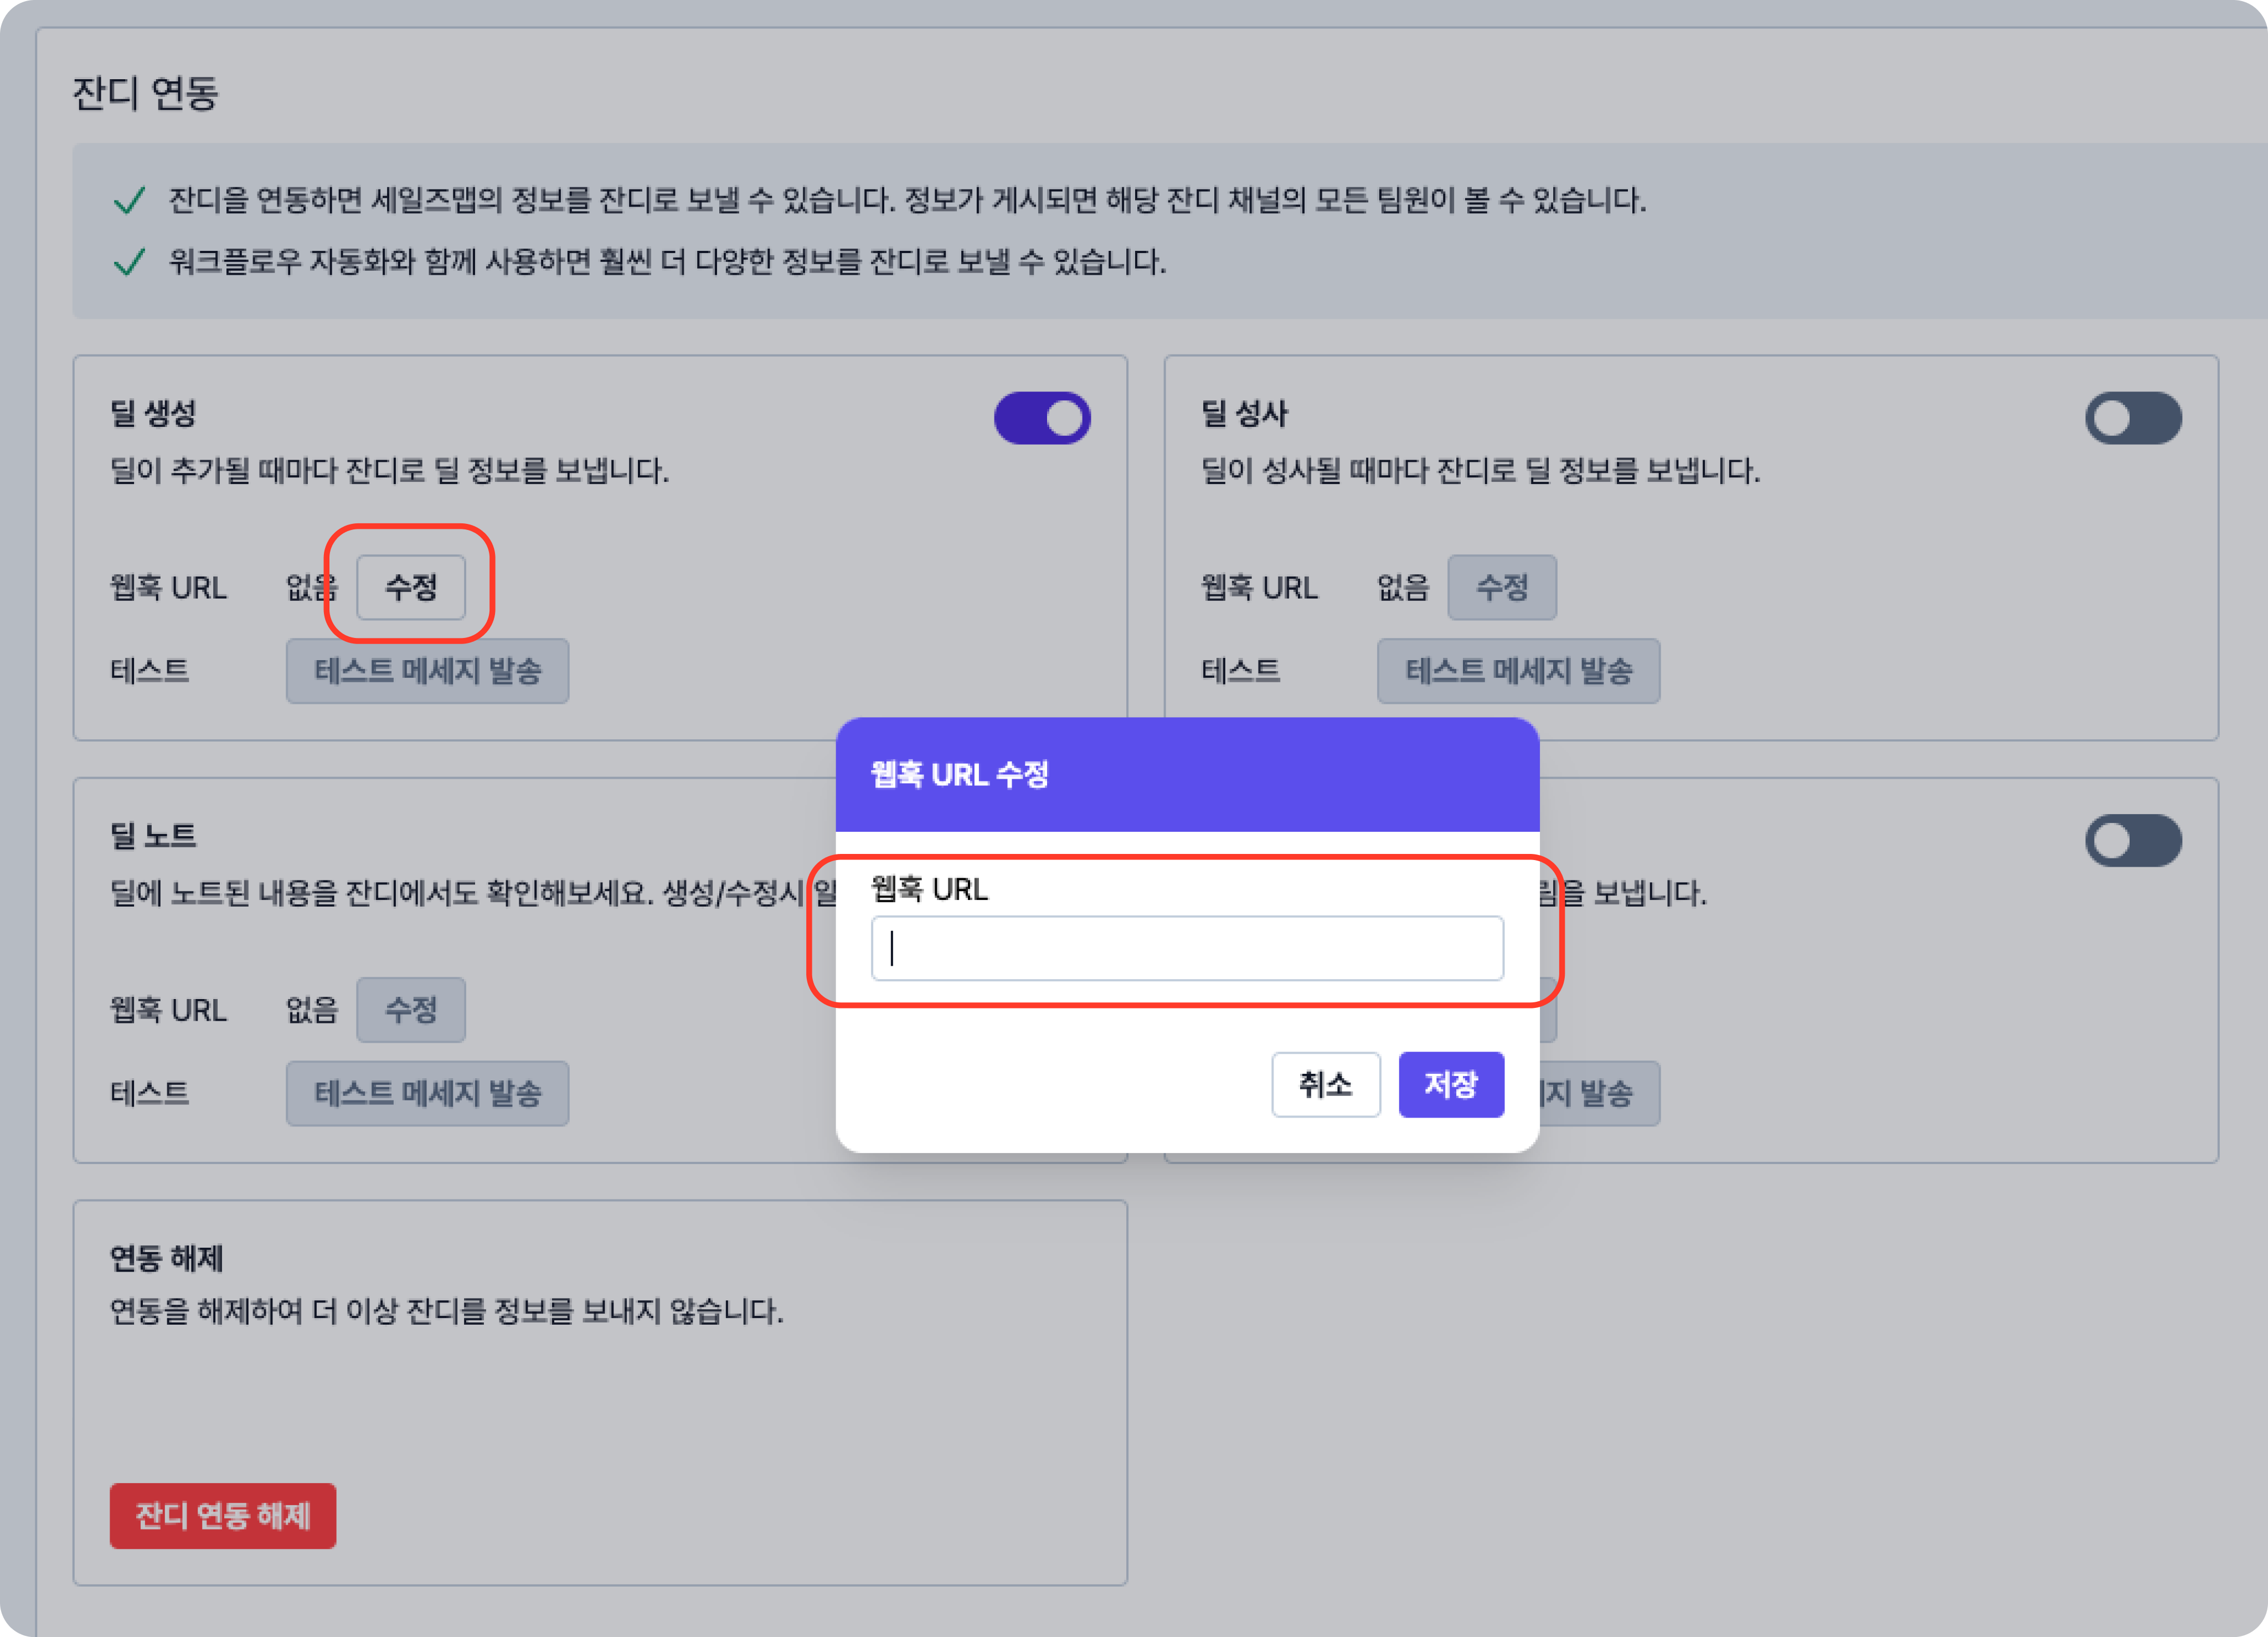 잔디 연동
잔디을 연동하면 세일즈맵의 정보를 잔디로 보낼 수 있습니다. 정보가 게시되면 해당 잔디 채널의 모든 팀원이 볼 수 있습니다.
워크플로우 자동화와 함께 사용하면 훨씬 더 다양한 정보를 잔디로 보낼 수 있습니다.
딜 생성
딜이 추가될 때마다 잔디로 딜 정보를 보냅니다.
웹훅 URL 없음 수정
테스트 테스트 메세지 발송
딜 성사
딜이 성사될 때마다 잔디로 딜 정보를 보냅니다.
웹훅 URL 없음 수정
테스트 테스트 메세지 발송
딜 노트
딜에 노트된 내용을 잔디에서도 확인해보세요. 생성/수정시 일
웹훅 URL 없음 수정
테스트 테스트 메세지 발송
림을 보냅니다.
지 발송
웹훅 URL 수정
웹훅 URL
취소 저장
연동 해제
연동을 해제하여 더 이상 잔디를 정보를 보내지 않습니다.
잔디 연동 해제